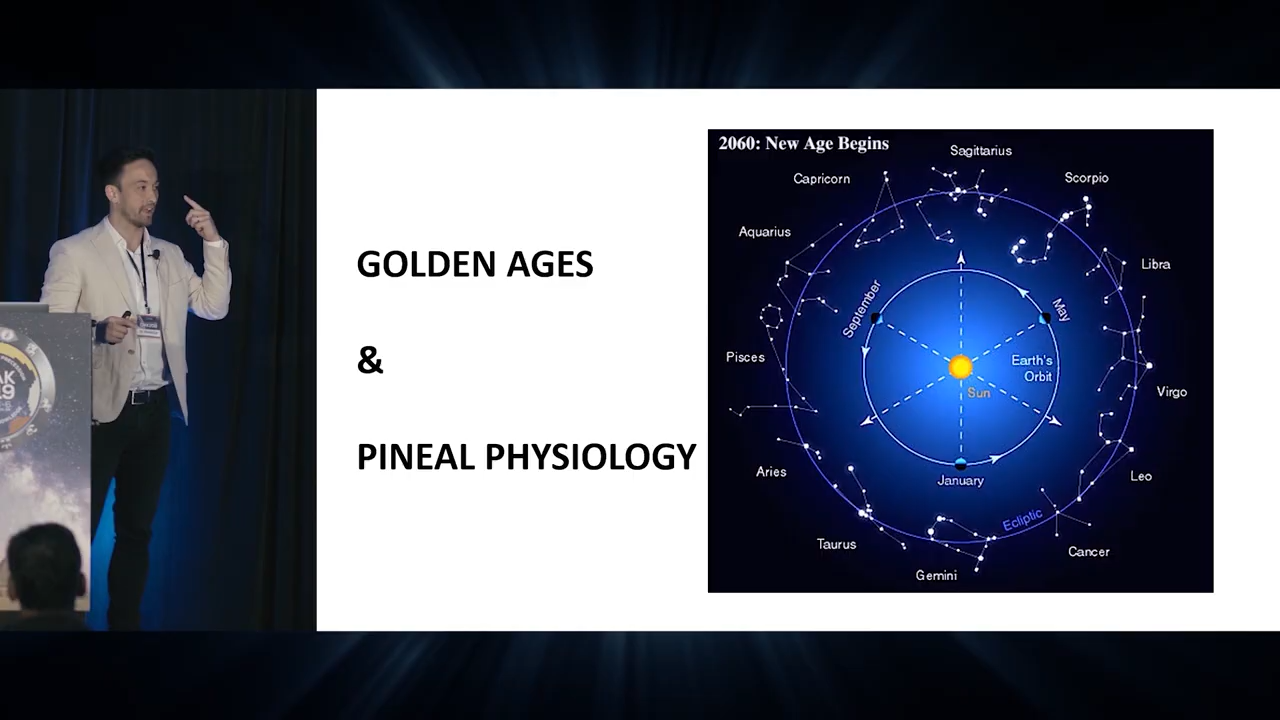 GOLDEN AGES
&
PINEAL PHYSIOLOGY
2060: New Age Begins
Sagittarius
Capricorn
Scorpio
Aquarius
Libra
September
May
Pisces
Earth's
Orbit
Sun
Virgo
Aries
January
Leo
Ecliptic
Taurus
Cancer
Gemini